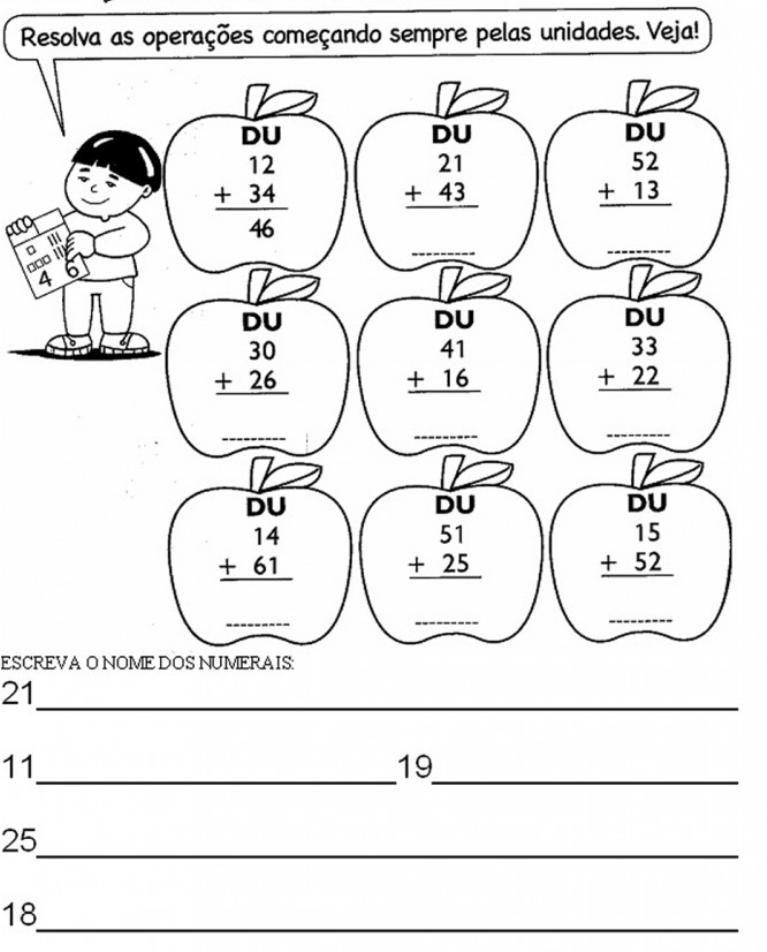 Resolva as operações começando sempre pelas unidades. Veja!
4 6
DU
12
+ 34
46
DU
21
+ 43
DU
52
+ 13
DU
30
+ 26
DU
41
+ 16
DU
33
+ 22
DU
14
+ 61
DU
51
+ 25
DU
15
+ 52
ESCREVA O NOME DOS NUMERAIS:
21
11 19
25
18